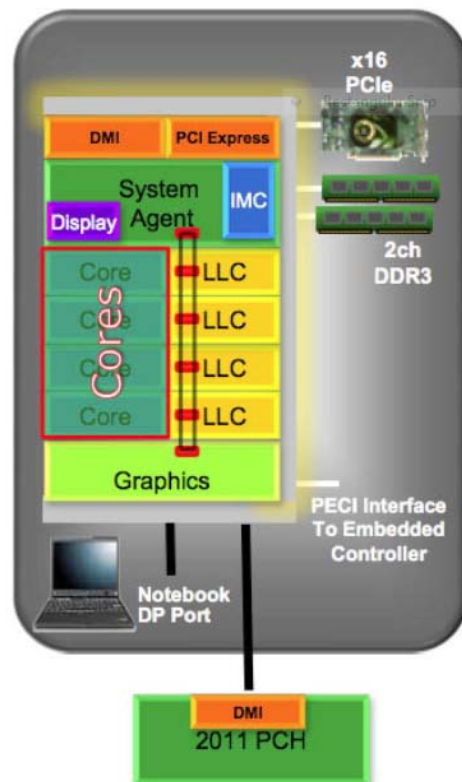 x16
PCIe
DMI
PCI Express
System
Agent
IMC
Display
2ch
DDR3
Core
LLC
Core
LLC
Core
LLC
Core
LLC
Cores
Graphics
PECI Interface
To Embedded
Controller
Notebook
DP Port
DMI
2011 PCH